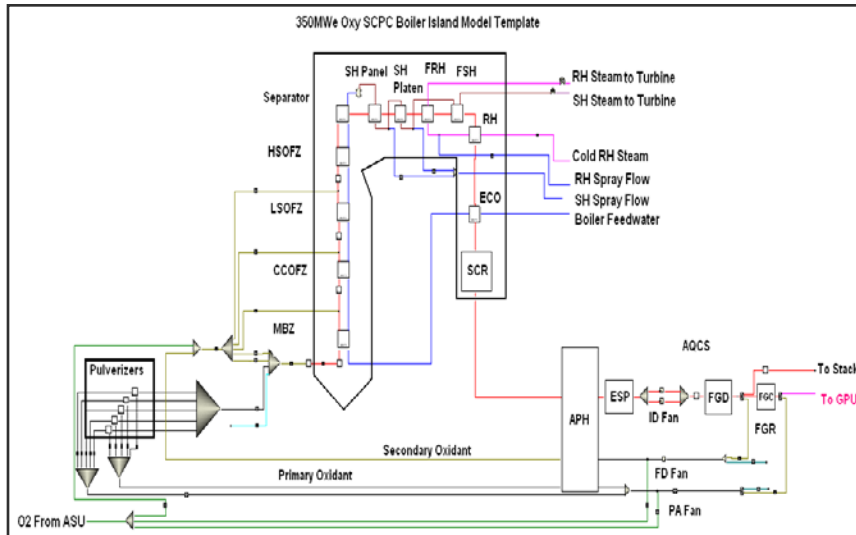 350MWe Oxy SCPC Boiler Island Model Template
SH Panel
SH
Platen
FRH
FSH
RH Steam to Turbine
SH Steam to Turbine
Separator
RH
HSOFZ
Cold RH Steam
RH Spray Flow
ECO
SH Spray Flow
Boiler Feedwater
LSOFZ
CCOFZ
SCR
MBZ
AQCS
Pulverizers
To Stack
ESP
FGD
FGC
To GPU
APH
ID Fan
FGR
Secondary Oxidant
FD Fan
Primary Oxidant
PA Fan
O2 From ASU